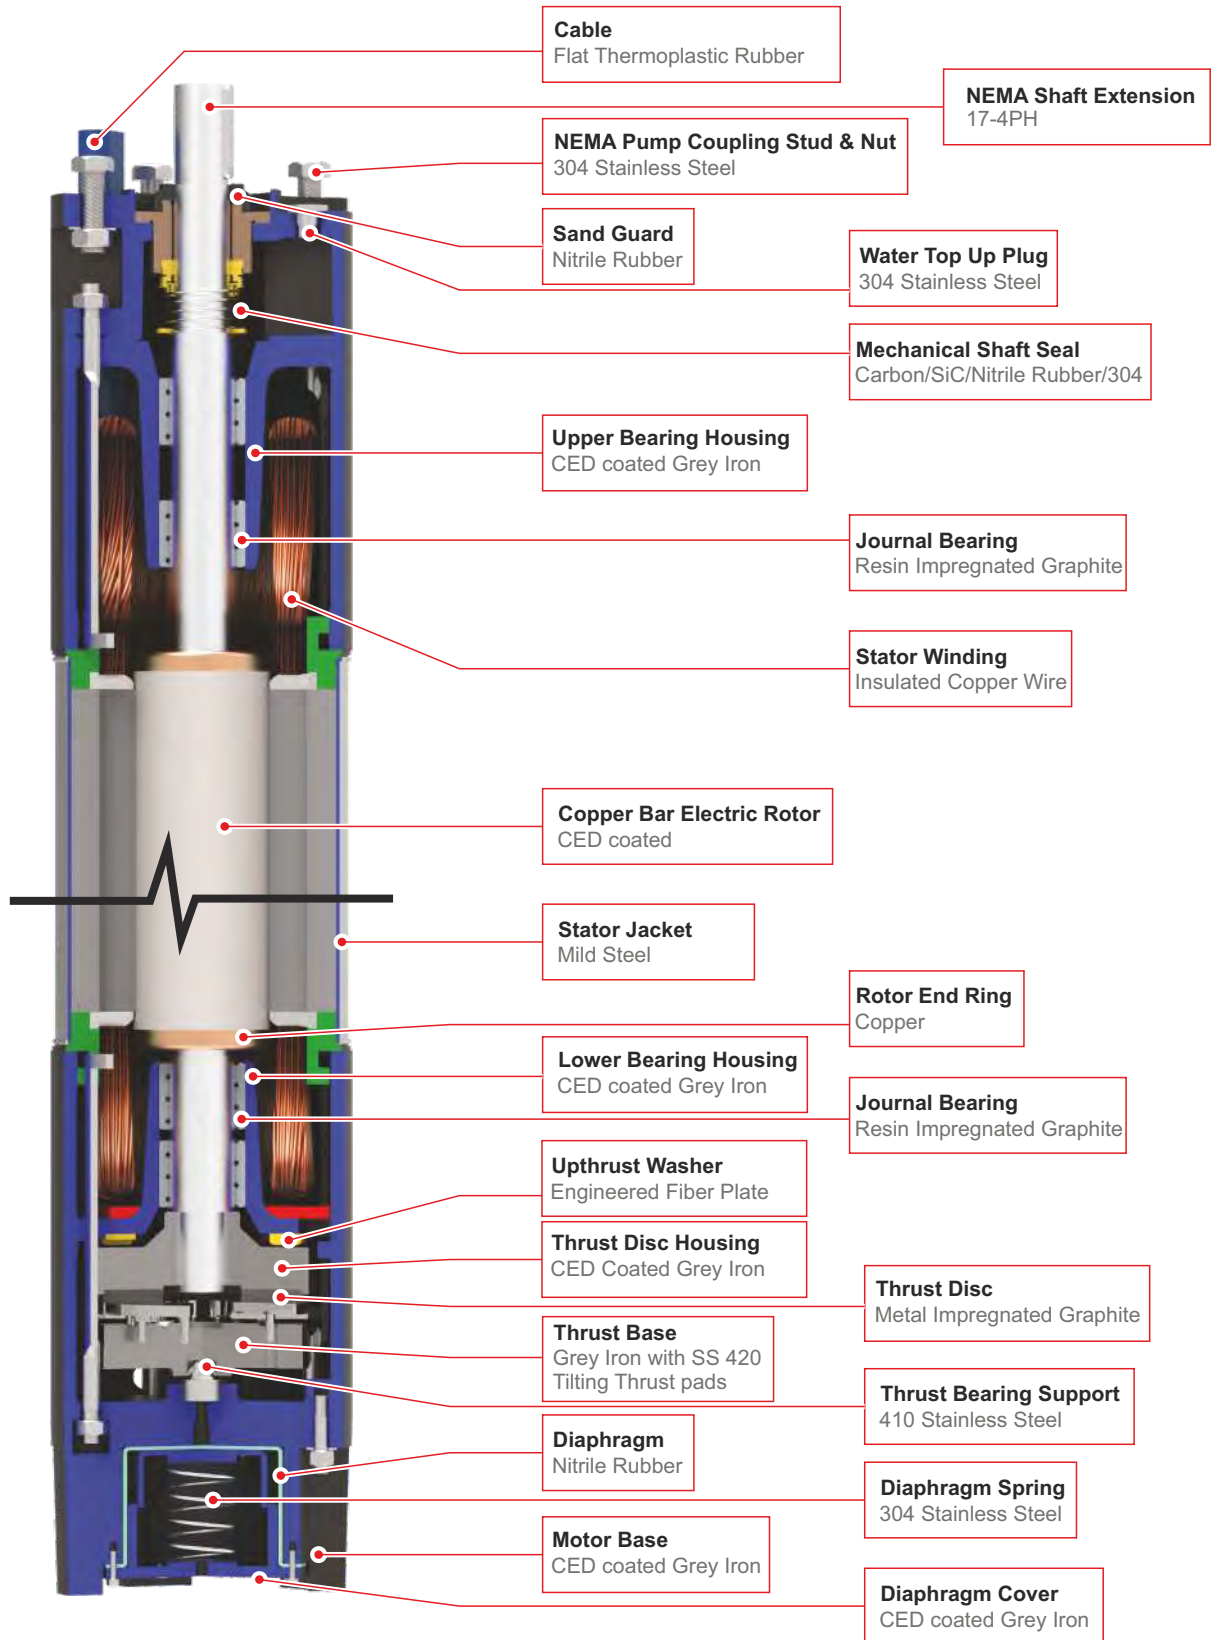 Cable
Flat Thermoplastic Rubber
NEMA Shaft Extension
17-4PH
NEMA Pump Coupling Stud & Nut
304 Stainless Steel
Sand Guard
Nitrile Rubber
Water Top Up Plug
304 Stainless Steel
Mechanical Shaft Seal
Carbon/SiC/Nitrile Rubber/304
Upper Bearing Housing
CED coated Grey Iron
Journal Bearing
Resin Impregnated Graphite
Stator Winding
Insulated Copper Wire
Copper Bar Electric Rotor
CED coated
Stator Jacket
Mild Steel
Rotor End Ring
Copper
Lower Bearing Housing
CED coated Grey Iron
Journal Bearing
Resin Impregnated Graphite
Upthrust Washer
Engineered Fiber Plate
Thrust Disc Housing
CED Coated Grey Iron
Thrust Disc
Metal Impregnated Graphite
Thrust Base
Grey Iron with SS 420
Tilting Thrust pads
Thrust Bearing Support
410 Stainless Steel
Diaphragm
Nitrile Rubber
Diaphragm Spring
304 Stainless Steel
Motor Base
CED coated Grey Iron
Diaphragm Cover
CED coated Grey Iron